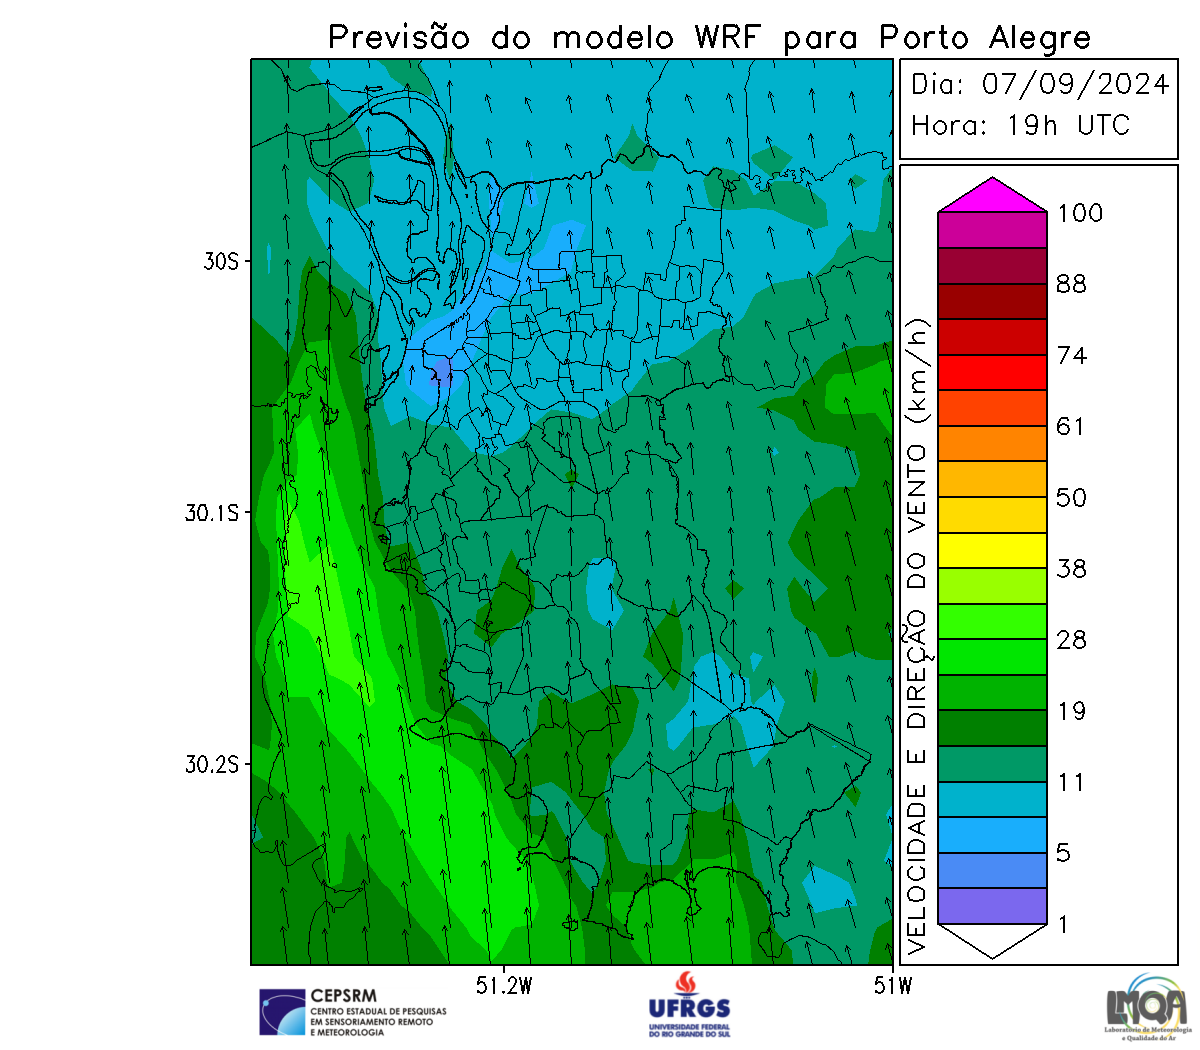 Previsão do modelo WRF para Porto Alegre
Dia: 07/09/2024
Hora: 19h UTC
30S
30.1S
30.2S
51.2W
51W
VELOCIDADE E DIREÇÃO DO VENTO (km/h)
100
88
74
61
50
38
28
19
11
5
1
CEPSRM
CENTRO ESTADUAL DE PESQUISAS
EM SENSORIAMENTO REMOTO
E METEOROLOGIA
UFRGS
UNIVERSIDADE FEDERAL
DO RIO GRANDE DO SUL
LMQA
Laboratório de Meteorologia
e Qualidade do Ar